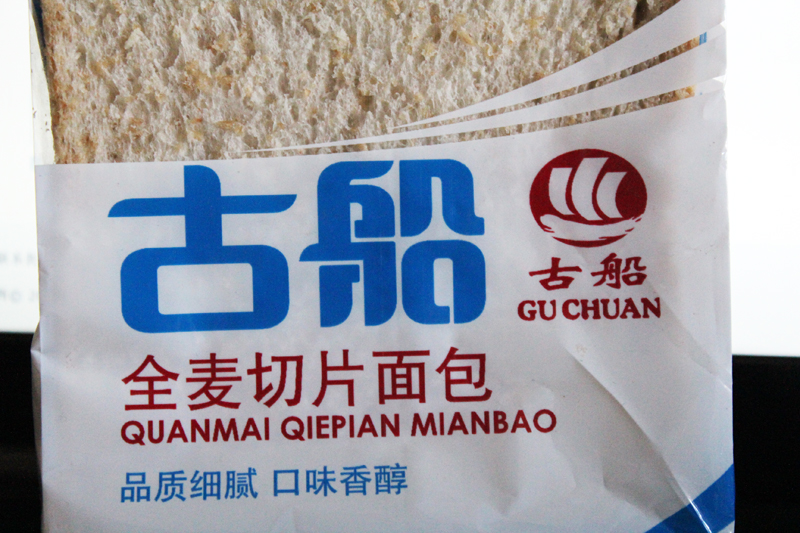 古船
古船
GU CHUAN
全麦切片面包
QUANMAI QIEPIAN MIANBAO
品质细腻 口味香醇